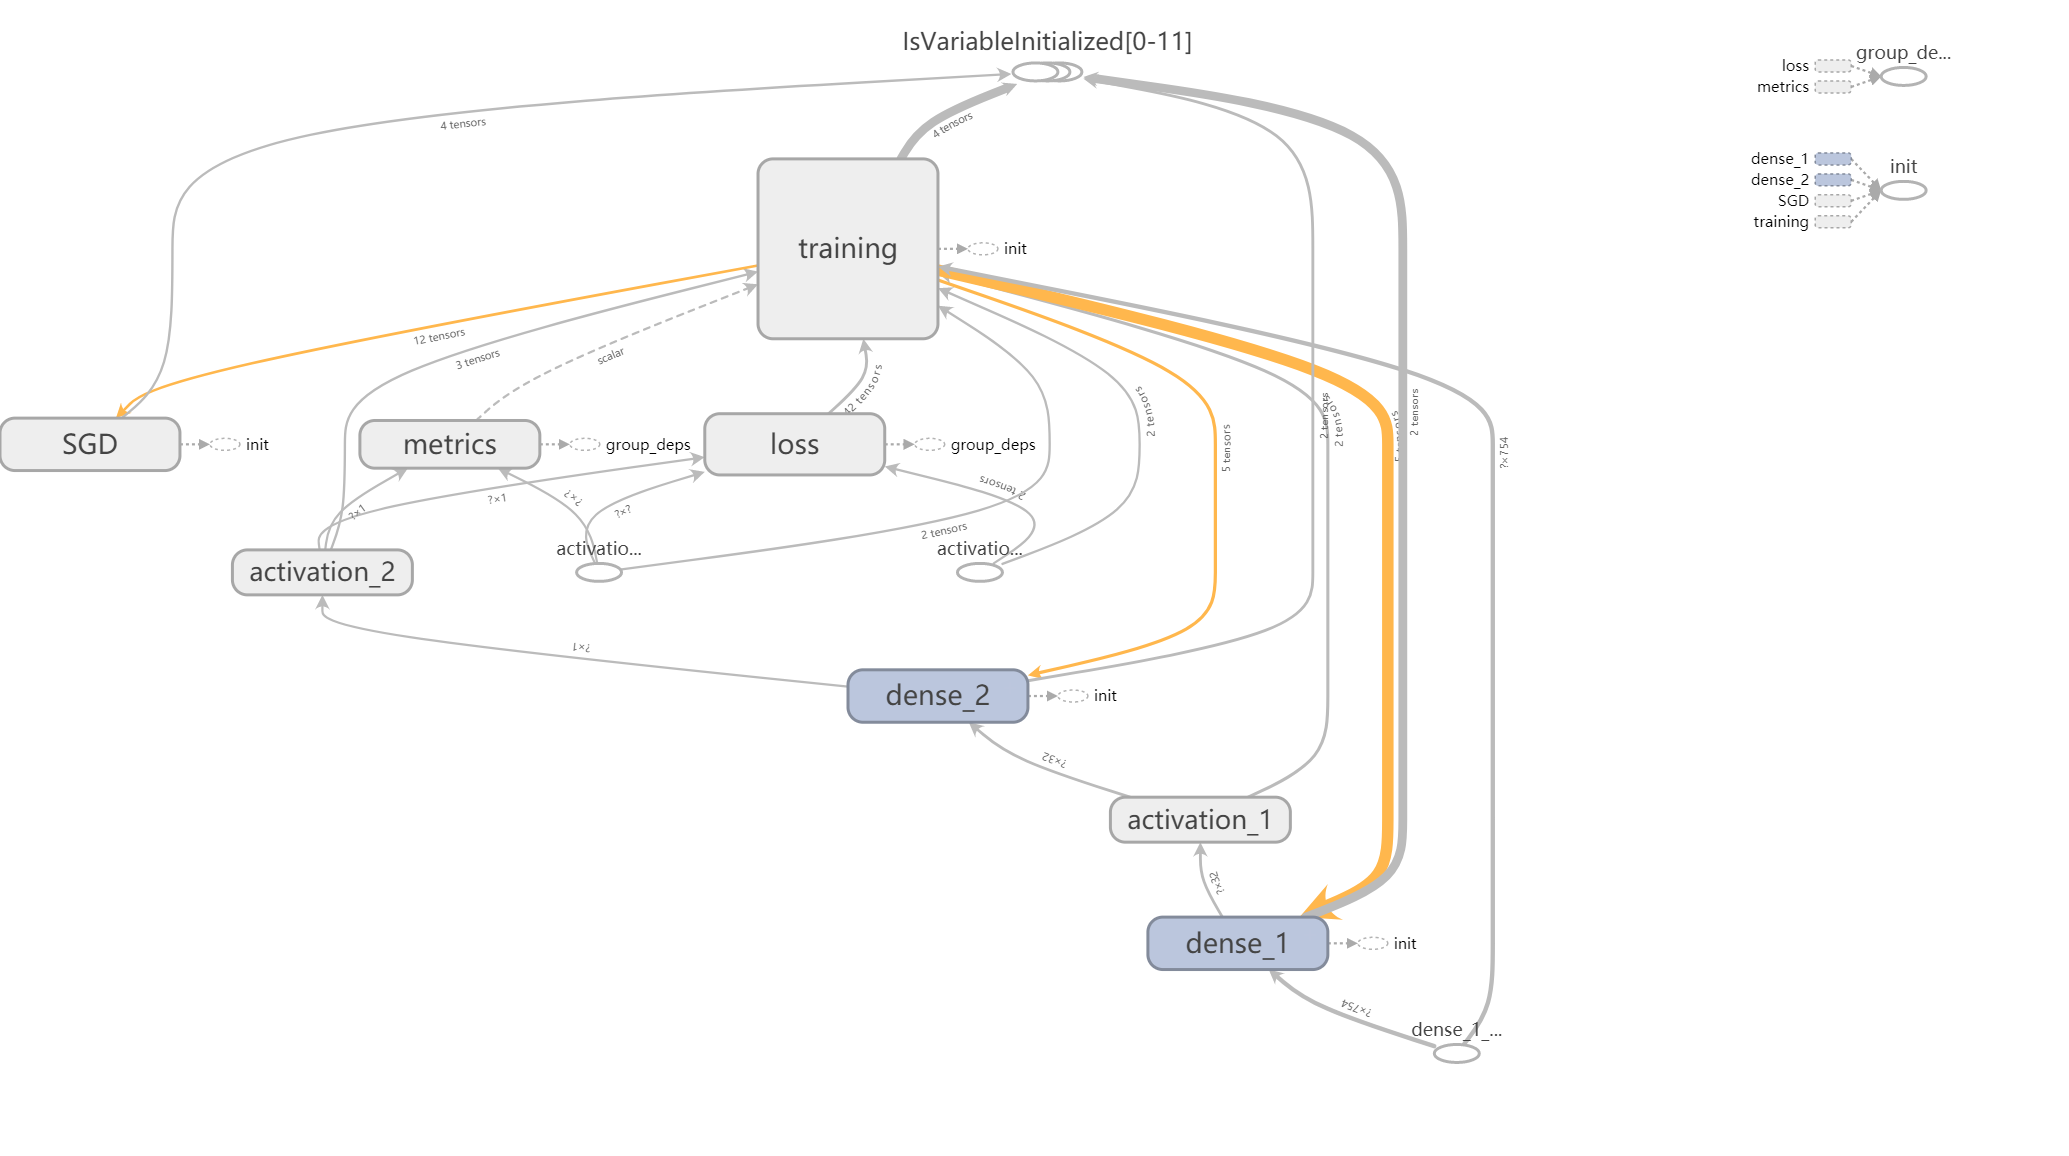 IsVariableInitialized[0-11]
loss
group_de...
metrics
4 tensors
4 tensors
dense_1
init
dense_2
SGD
training
training
init
12 tensors
3 tensors
scalar
42 tensors
2 tensors
5 tensors
2 tensors
2 tensors
5 tensors
2 tensors
?×754
SGD
init
metrics
group_deps
loss
group_deps
?×1
?×1
?×?
?×?
2 tensors
2 tensors
activation_2
activatio...
activatio...
?×1
dense_2
init
?×32
activation_1
?×32
dense_1
init
?×754
dense_1_...